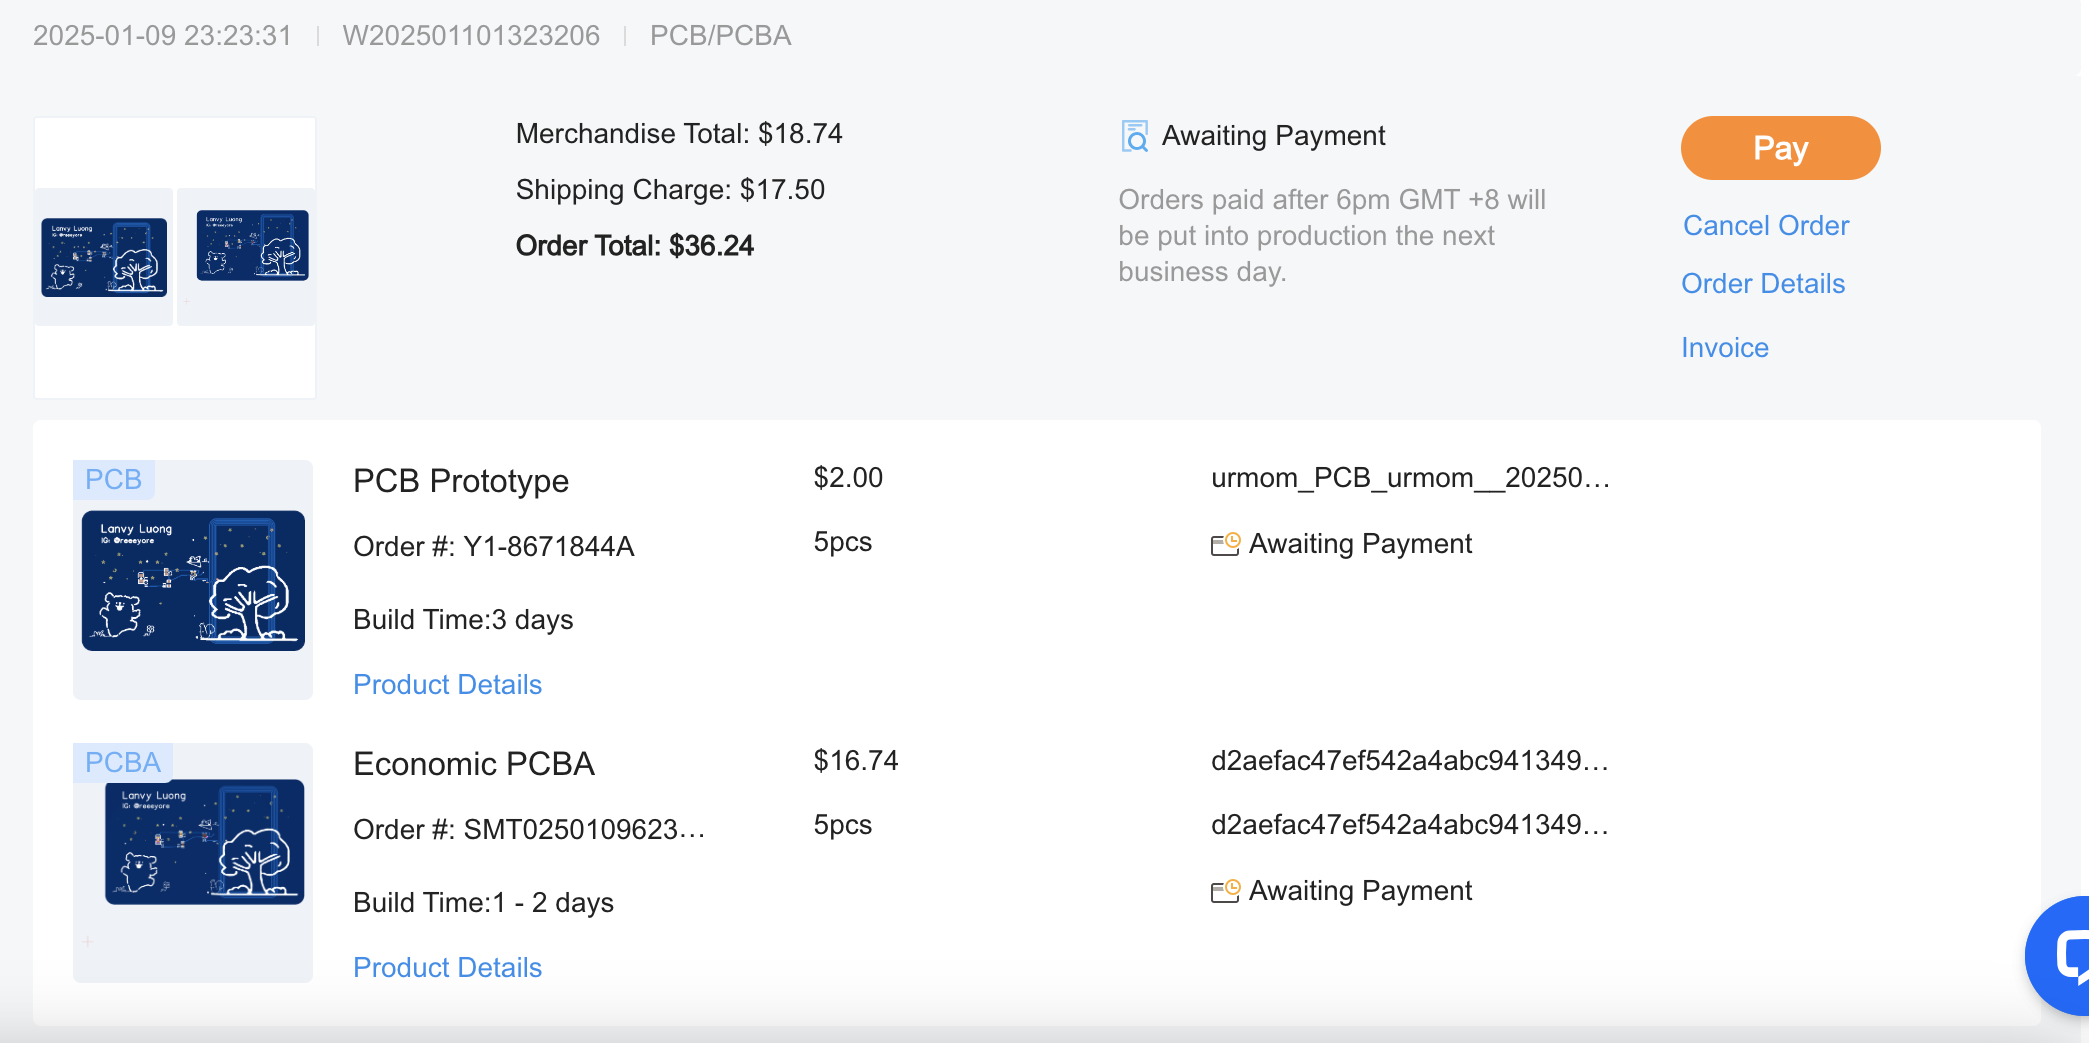 2025-01-09 23:23:31 | W202501101323206 | PCB/PCBA
Lanvy Luong
IG: @reeeyore
Lanvy Luong
IG: @reeeyore
Merchandise Total: $18.74
Shipping Charge: $17.50
Order Total: $36.24
Awaiting Payment
Orders paid after 6pm GMT +8 will
be put into production the next
business day.
Pay
Cancel Order
Order Details
Invoice
PCB
Lanvy Luong
IG: @reeeyore
PCB Prototype
Order #: Y1-8671844A
Build Time:3 days
Product Details
$2.00
5pcs
urmom_PCB_urmom__20250...
Awaiting Payment
PCBA
Lanvy Luong
IG: @reeeyore
Economic PCBA
Order #: SMT0250109623...
Build Time:1 - 2 days
Product Details
$16.74
5pcs
d2aefac47ef542a4abc941349...
d2aefac47ef542a4abc941349...
Awaiting Payment